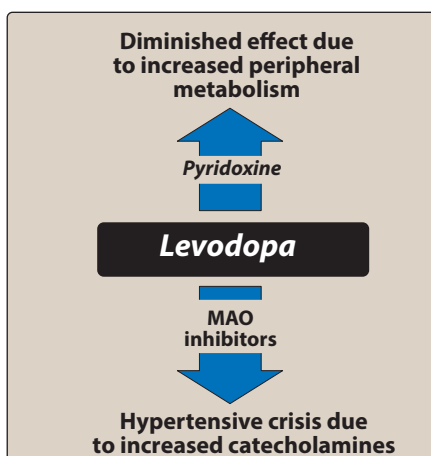 Diminished effect due
to increased peripheral
metabolism
Pyridoxine
Levodopa
MAO
inhibitors
Hypertensive crisis due
to increased catecholamines